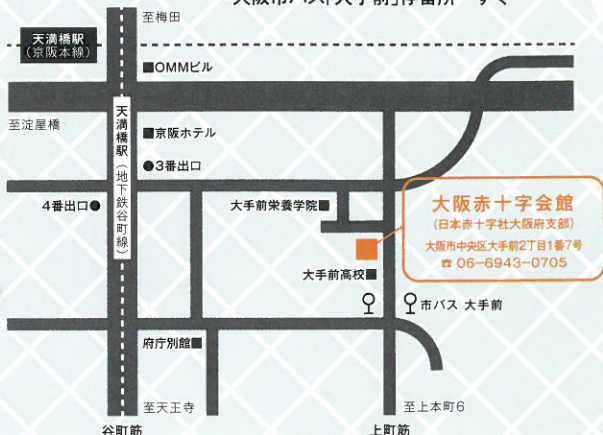 大阪市バス「大手前」停留所 すぐ
至梅田
天満橋駅
(京阪本線)
OMMビル
至淀屋橋
天満橋駅(地下鉄谷町線)
京阪ホテル
3番出口
4番出口
大手前栄養学院
大阪赤十字会館
(日本赤十字社大阪府支部)
大阪市中央区大手前2丁目1番7号
☎ 06-6943-0705
大手前高校
市バス 大手前
府庁別館
至天王寺
至上本町6
谷町筋
上町筋